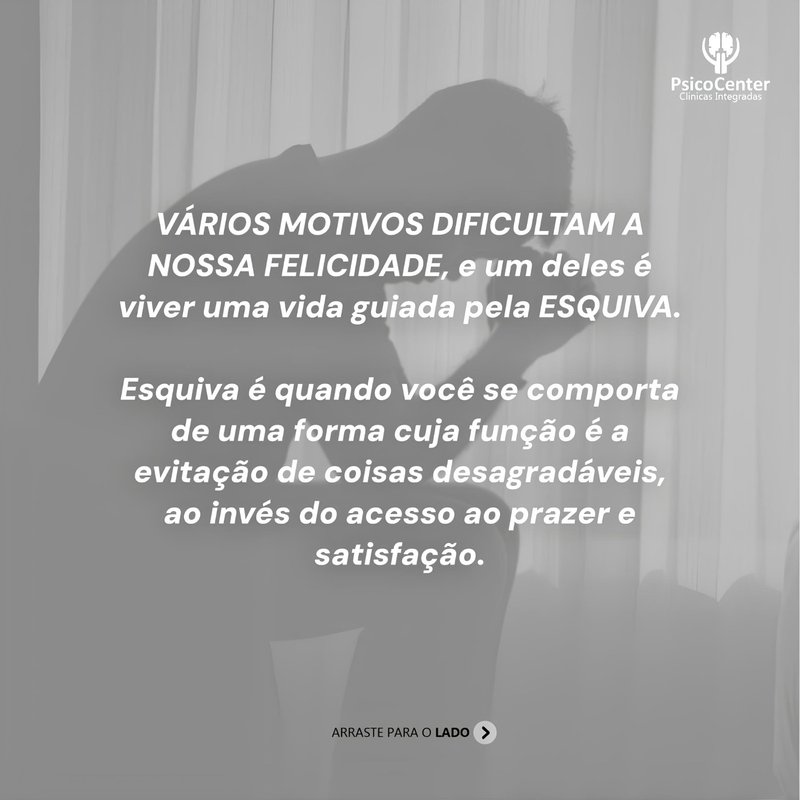 PsicoCenter
Clínicas Integradas
VÁRIOS MOTIVOS DIFICULTAM A
NOSSA FELICIDADE, e um deles é
viver uma vida guiada pela ESQUIVA.
Esquiva é quando você se comporta
de uma forma cuja função é a
evitação de coisas desagradáveis,
ao invés do acesso ao prazer e
satisfação.
ARRASTE PARA O LADO